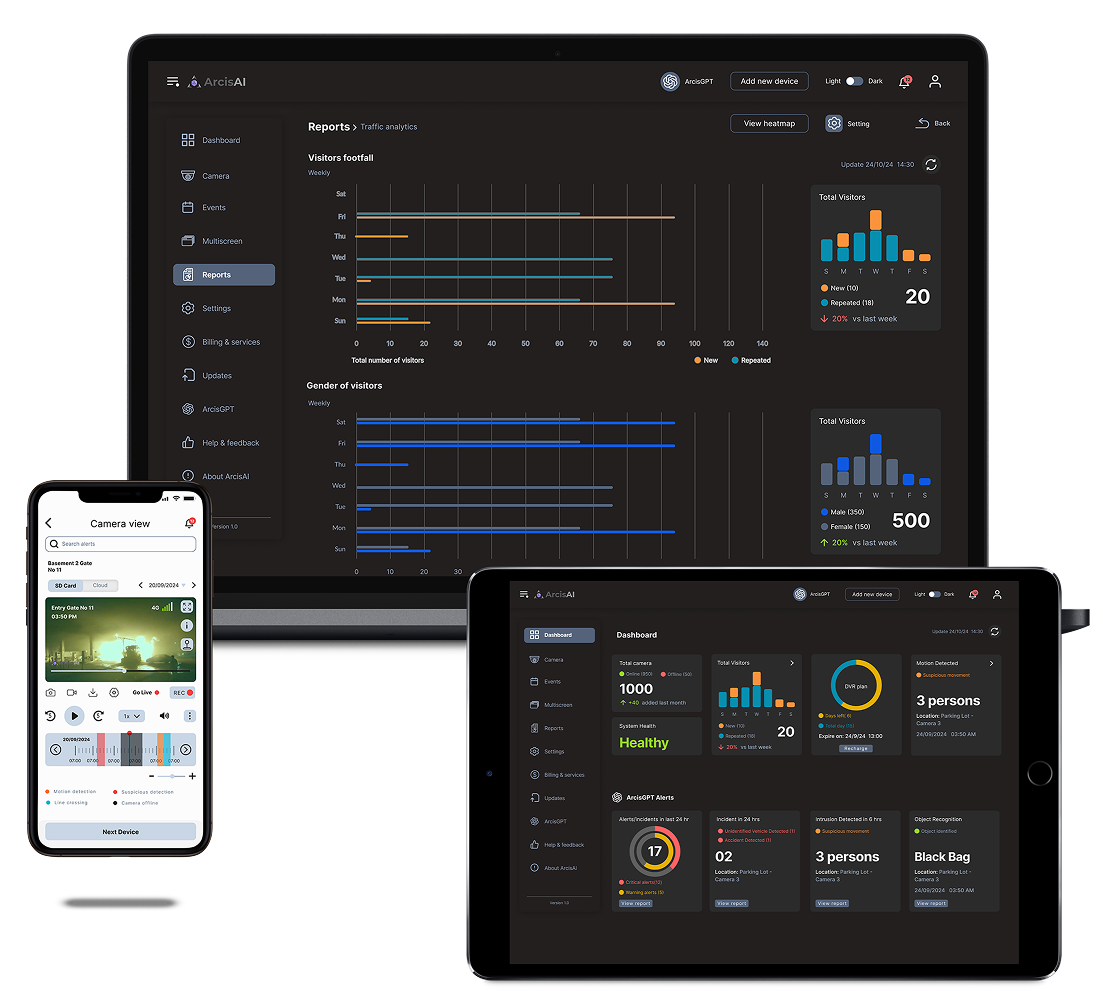 ArcisAI
ArcisGPT
Add new device
Light
Dark
Dashboard
Camera
Events
Multiscreen
Reports
Settings
Billing & services
Updates
ArcisGPT
Help & feedback
About ArcisAI
Version 1.0
Reports > Traffic analytics
View heatmap
Setting
Back
Visitors footfall
Weekly
Update 24/10/24 14:30
Sat
Fri
Thu
Wed
Tue
Mon
Sun
0 10 20 30 40 50 60 70 80 90 100 120 140
Total number of visitors
New
Repeated
Total Visitors
S M T W T F S
New (10)
Repeated (18)
20
20% vs last week
Gender of visitors
Weekly
Sat
Fri
Thu
Wed
Tue
Mon
Sun
0 10 20 30
Total Visitors
S M T W T F S
Male (350)
Female (150)
500
20% vs last week
Camera view
Search alerts
Basement 2 Gate
No 11
SD Card
Cloud
20/09/2024
Entry Gate No 11
03:50 PM
4G
Go Live
REC
1x
20/09/2024
07:00 07:00 07:00 07:00 07:00 07:00
Motion detection
Suspicious detection
Line crossing
Camera offline
Next Device
ArcisAI
ArcisGPT
Add new device
Light
Dark
Dashboard
Camera
Events
Multiscreen
Reports
Settings
Billing & services
Updates
ArcisGPT
Help & feedback
About ArcisAI
Version 1.0
Dashboard
Update 24/10/24 14:30
Total camera
Online (950)
Offline (50)
1000
+40 added last month
System Health
Healthy
Total Visitors
S M T W T F S
New (10)
Repeated (18)
20
20% vs last week
DVR plan
Days left( 6)
Total day (15)
Expire on: 24/9/24 13:00
Recharge
Motion Detected
Suspicious movement
3 persons
Location: Parking Lot -
Camera 3
24/09/2024 03:50 AM
ArcisGPT Alerts
Alerts/incidents in last 24 hr
17
Critical alerts(12)
Warning alerts (5)
View report
Incident in 24 hrs
Unidentified Vehicle Detected (1)
Accident Detected (1)
02
Location: Parking Lot -
Camera 3
View report
Intrusion Detected in 6 hrs
Suspicious movement
3 persons
Location: Parking Lot -
Camera 3
View report
Object Recognition
Object identified
Black Bag
Location: Parking Lot -
Camera 3
24/09/2024 03:50 AM
View report